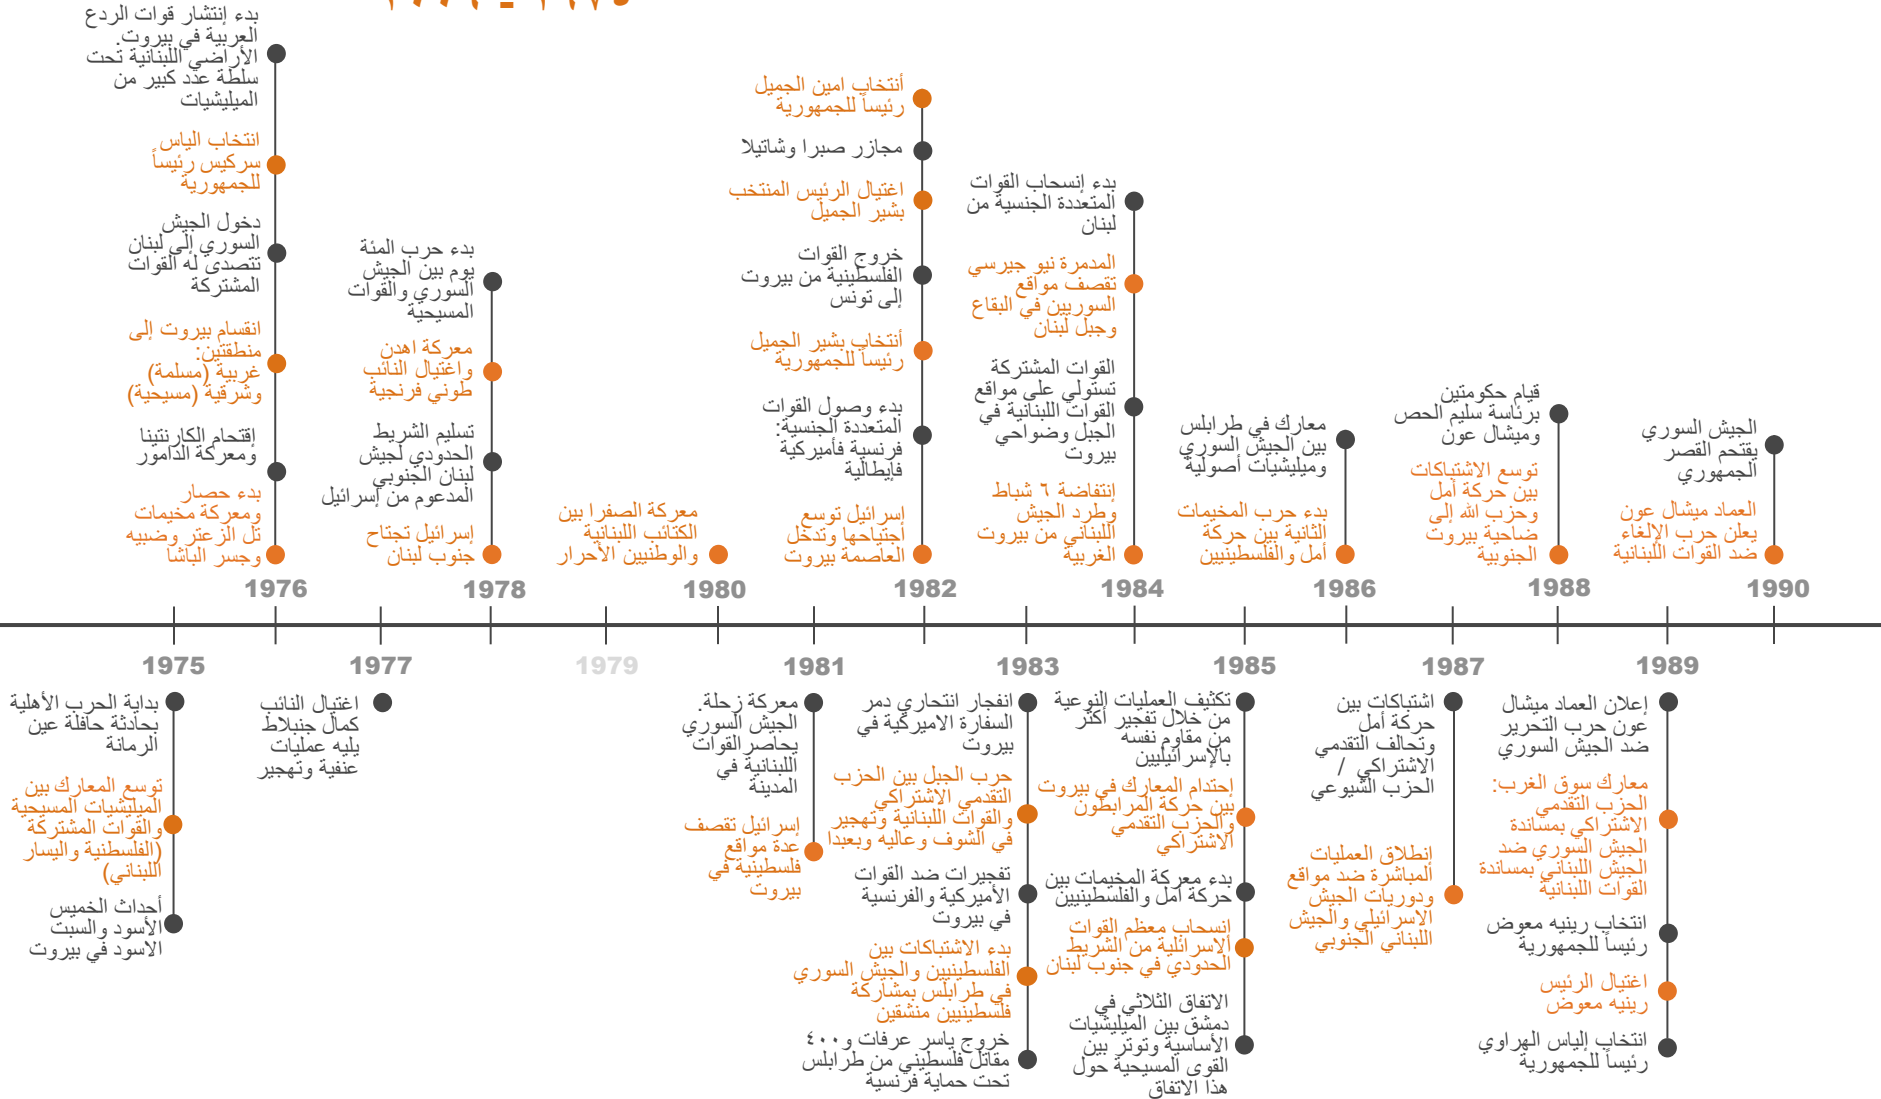 بدء إنتشار قوات الردع
العربية في بيروت.
الأراضي اللبنانية تحت
سلطة عدد كبير من
الميليشيات
انتخاب الياس
سركيس رئيساً
للجمهورية
دخول الجيش
السوري إلى لبنان
تتصدى له القوات
المشتركة
انقسام بيروت إلى
منطقتين:
غربية (مسلمة)
وشرقية (مسيحية)
إقتحام الكارنتينا
ومعركة الدامور
بدء حصار
ومعركة مخيمات
تل الزعتر وضبيه
وجسر الباشا
1976
بدء حرب المئة
يوم بين الجيش
السوري والقوات
المسيحية
معركة اهدن
واغتيال النائب
طوني فرنجية
تسليم الشريط
الحدودي لجيش
لبنان الجنوبي
المدعوم من إسرائيل
إسرائيل تجتاح
جنوب لبنان
1978
معركة الصفرا بين
الكتائب اللبنانية
والوطنيين الأحرار
1980
أنتخاب امين الجميل
رئيساً للجمهورية
مجازر صبرا وشاتيلا
اغتيال الرئيس المنتخب
بشير الجميل
خروج القوات
الفلسطينية من بيروت
إلى تونس
أنتخاب بشير الجميل
رئيساً للجمهورية
بدء وصول القوات
المتعددة الجنسية:
فرنسية فأميركية
فإيطالية
إسرائيل توسع
اجتياحها وتدخل
العاصمة بيروت
1982
بدء إنسحاب القوات
المتعددة الجنسية من
لبنان
المدمرة نيو جيرسي
تقصف مواقع
السوريين في البقاع
وجبل لبنان
القوات المشتركة
تستولي على مواقع
القوات اللبنانية في
الجبل وضواحي
بيروت
إنتفاضة ٦ شباط
وطرد الجيش
اللبناني من بيروت
الغربية
1984
معارك في طرابلس
بين الجيش السوري
وميليشيات أصولية
بدء حرب المخيمات
الثانية بين حركة
أمل والفلسطينيين
1986
قيام حكومتين
برئاسة سليم الحص
وميشال عون
توسع الاشتباكات
بين حركة أمل
وحزب الله إلى
ضاحية بيروت
الجنوبية
1988
الجيش السوري
يقتحم القصر
الجمهوري
العماد ميشال عون
يعلن حرب الإلغاء
ضد القوات اللبنانية
1990
1975
بداية الحرب الأهلية
بحادثة حافلة عين
الرمانة
توسع المعارك بين
الميليشيات المسيحية
والقوات المشتركة
(الفلسطنية واليسار
اللبناني)
أحداث الخميس
الأسود والسبت
الاسود في بيروت
1977
اغتيال النائب
كمال جنبلاط
يليه عمليات
عنفية وتهجير
1979
1981
معركة زحلة.
الجيش السوري
يحاصر القوات
اللبنانية في
المدينة
إسرائيل تقصف
عدة مواقع
فلسطينية في
بيروت
1983
انفجار انتحاري دمر
السفارة الاميركية في
بيروت
حرب الجبل بين الحزب
التقدمي الاشتراكي
والقوات اللبنانية وتهجير
في الشوف وعاليه وبعبدا
تفجيرات ضد القوات
الأميركية والفرنسية
في بيروت
بدء الاشتباكات بين
الفلسطينيين والجيش السوري
في طرابلس بمشاركة
فلسطينيين منشقين
خروج ياسر عرفات و٤٠٠
مقاتل فلسطيني من طرابلس
تحت حماية فرنسية
1985
تكثيف العمليات النوعية
من خلال تفجير أكثر
من مقاوم نفسه
بالإسرائيليين
إحتدام المعارك في بيروت
بين حركة المرابطون
والحزب التقدمي
الاشتراكي
بدء معركة المخيمات بين
حركة أمل والفلسطينيين
إنسحاب معظم القوات
الاسرائلية من الشريط
الحدودي في جنوب لبنان
الاتفاق الثلاثي في
دمشق بين الميليشيات
الأساسية وتوتر بين
القوى المسيحية حول
هذا الاتفاق
1987
اشتباكات بين
حركة أمل
وتحالف التقدمي
الاشتراكي /
الحزب الشيوعي
إنطلاق العمليات
المباشرة ضد مواقع
ودوريات الجيش
الاسرائيلي والجيش
اللبناني الجنوبي
1989
إعلان العماد ميشال
عون حرب التحرير
ضد الجيش السوري
معارك سوق الغرب:
الحزب التقدمي
الاشتراكي بمساندة
الجيش السوري ضد
الجيش اللبناني بمساندة
القوات اللبنانية
انتخاب رينيه معوض
رئيساً للجمهورية
اغتيال الرئيس
رينيه معوض
انتخاب إلياس الهراوي
رئيساً للجمهورية